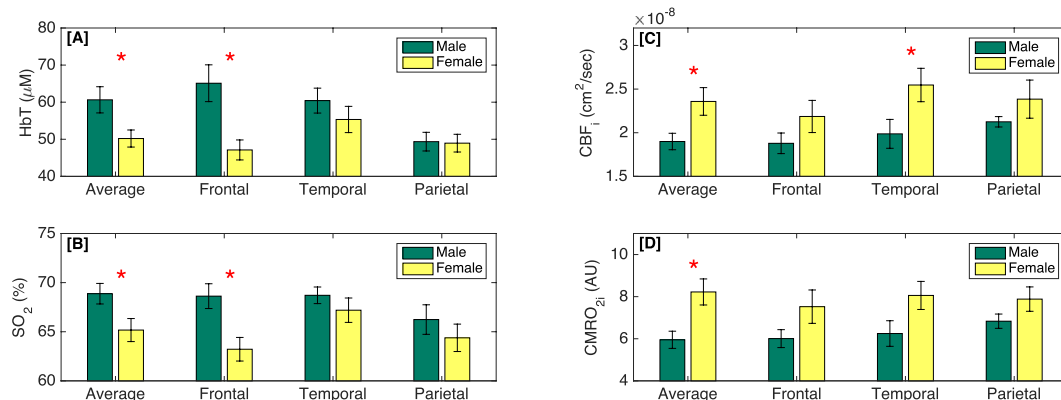 [A]
Male
Female
HbT (μM)
80
70
60
50
40
Average Frontal Temporal Parietal
× 10⁻⁸
[C]
Male
Female
CBFᵢ (cm²/sec)
3
2.5
2
1.5
Average Frontal Temporal Parietal
[B]
Male
Female
SO₂ (%)
75
70
65
60
Average Frontal Temporal Parietal
[D]
Male
Female
CMRO₂ᵢ (AU)
10
8
6
4
Average Frontal Temporal Parietal